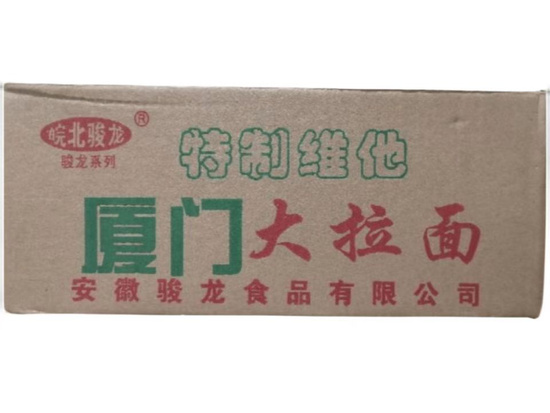 皖北骏龙®
骏龙系列
特制维他
厦门大拉面
安徽骏龙食品有限公司